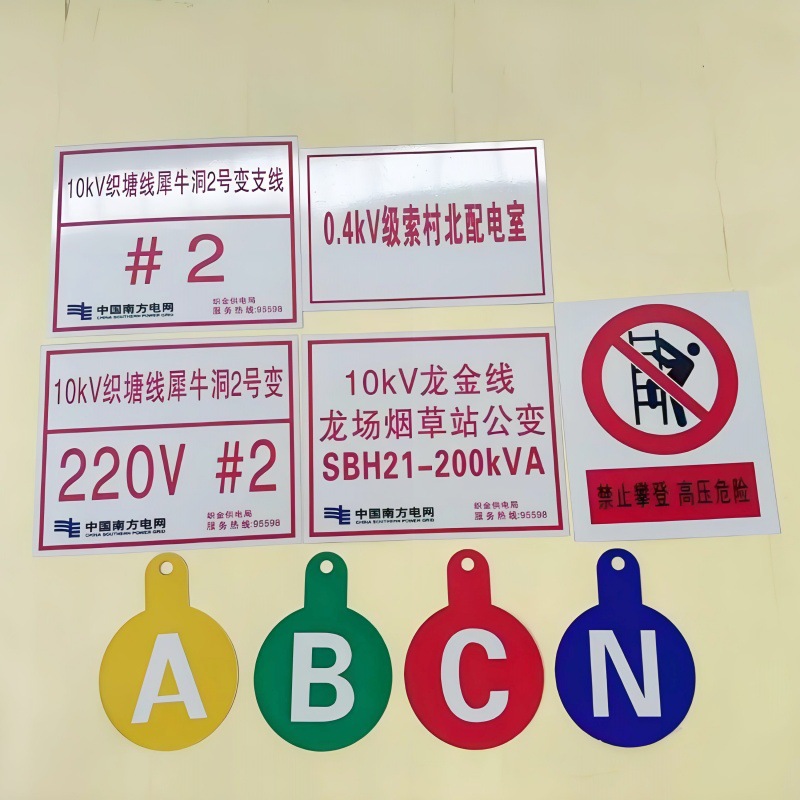 10kV织塘线犀牛洞2号变支线
# 2
中国南方电网
CHINA SOUTHERN POWER GRID
织金供电局
服务热线:95598
0.4kV级索村北配电室
10kV织塘线犀牛洞2号变
220V #2
中国南方电网
CHINA SOUTHERN POWER GRID
织金供电局
服务热线:95598
10kV龙金线
龙场烟草站公变
SBH21-200kVA
中国南方电网
CHINA SOUTHERN POWER GRID
织金供电局
服务热线:95598
禁止攀登 高压危险
A
B
C
N